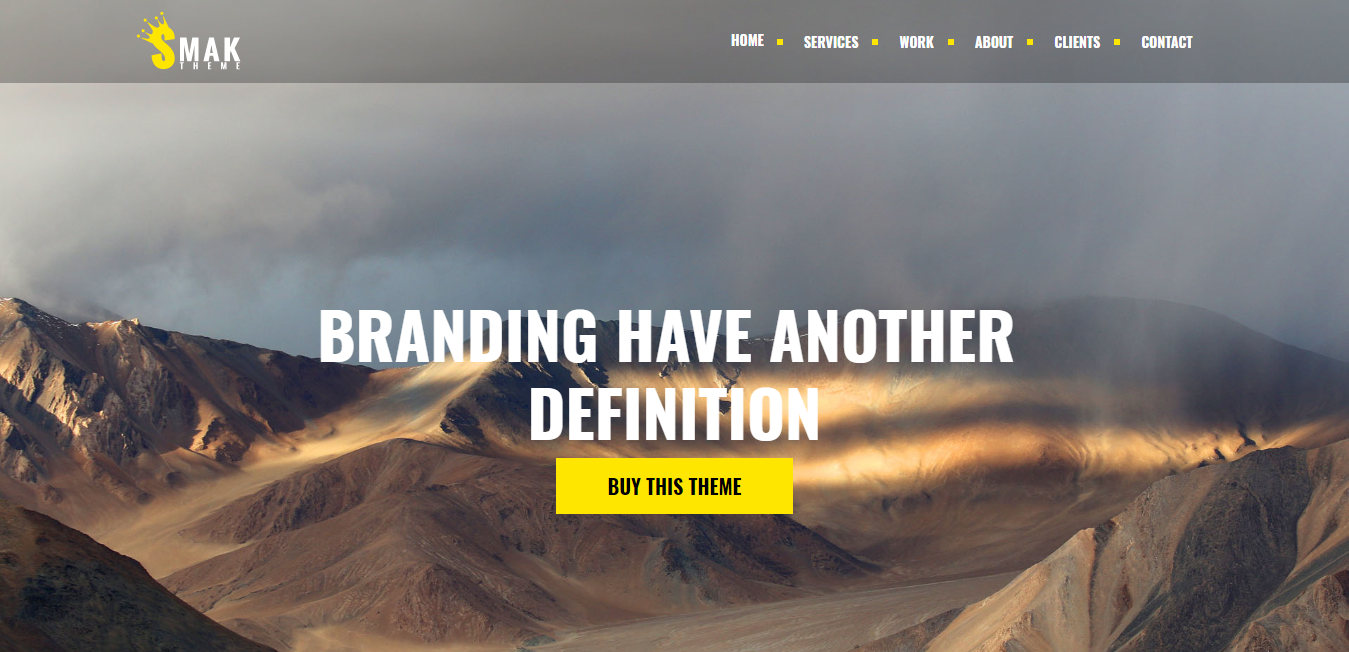 SMAK
THEME
HOME SERVICES WORK ABOUT CLIENTS CONTACT
BRANDING HAVE ANOTHER
DEFINITION
BUY THIS THEME